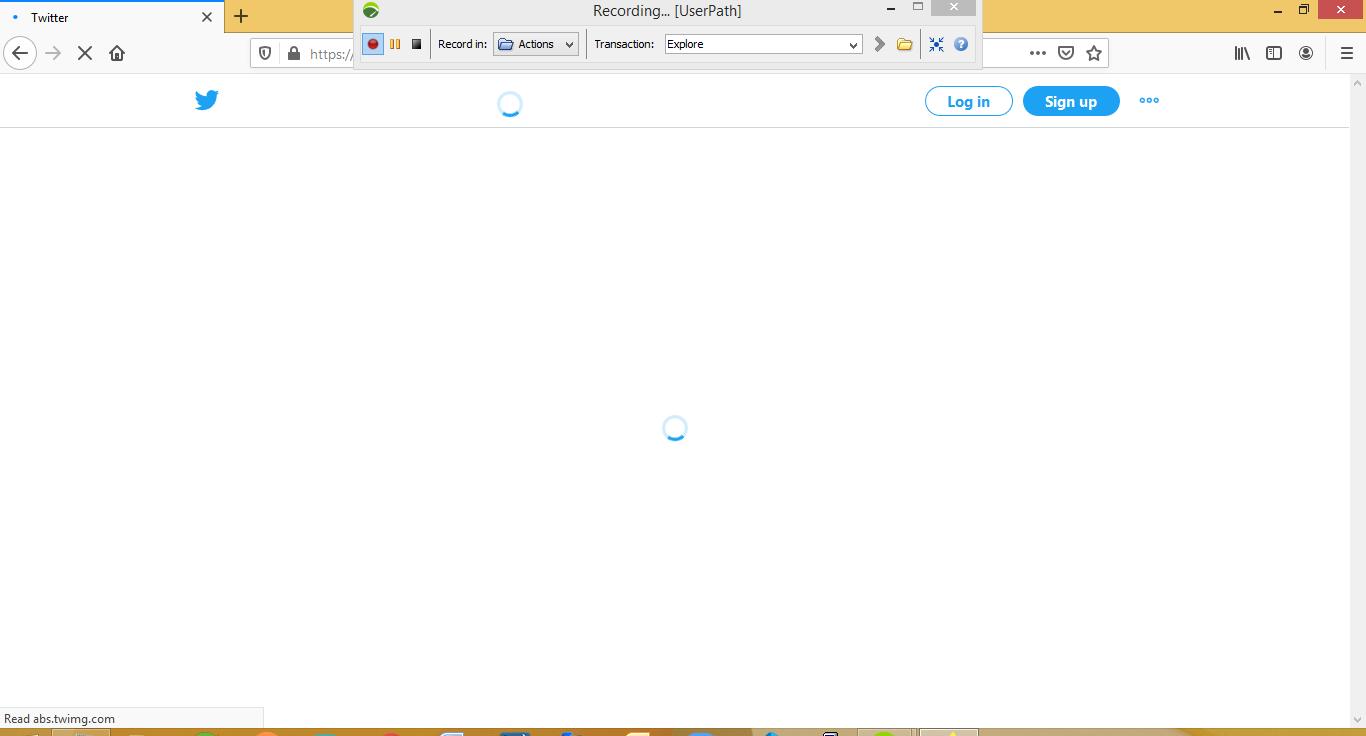 Twitter
Recording... [UserPath]
Record in: Actions Transaction: Explore
https://
Log in Sign up
Read abs.twimg.com